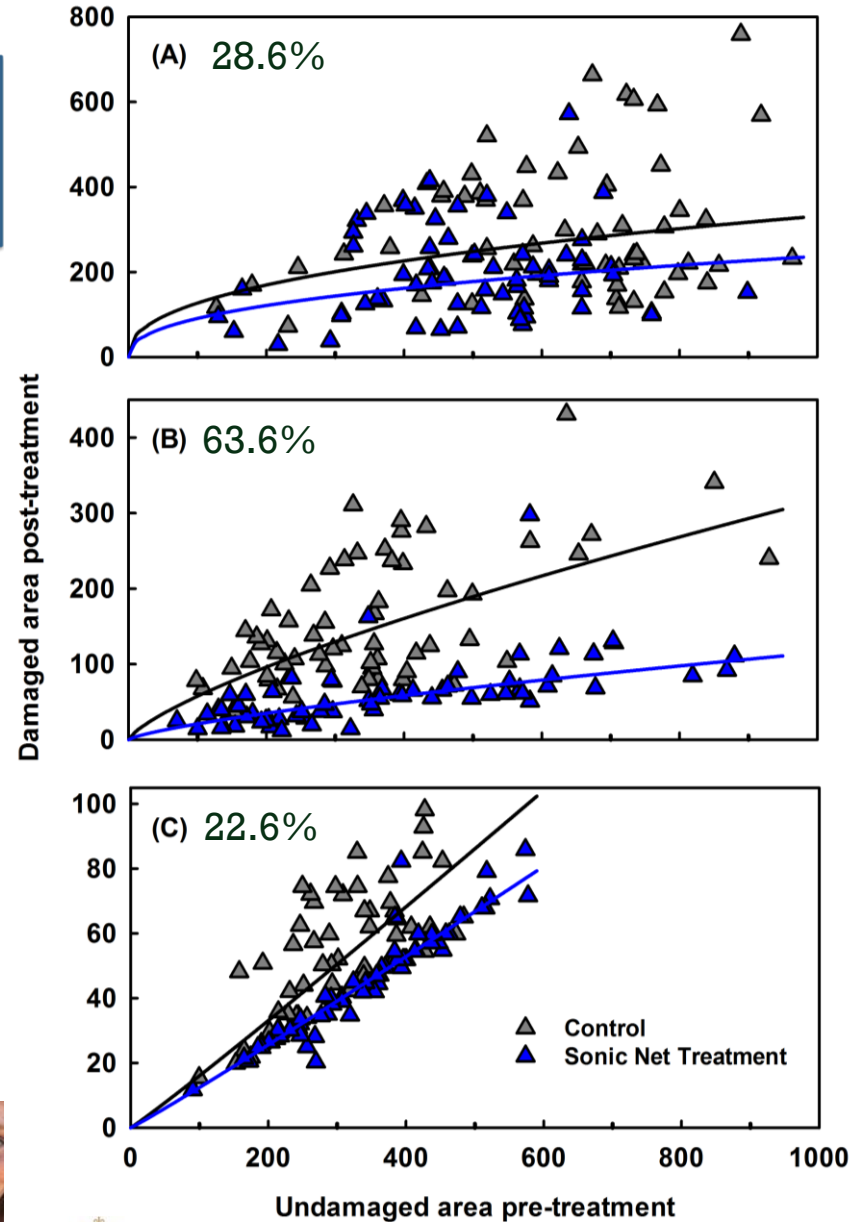 800
(A) 28.6%
600
400
200
0
(B) 63.6%
400
300
200
100
0
Damaged area post-treatment
100
(C) 22.6%
80
60
40
20
0
Control
Sonic Net Treatment
0 200 400 600 800 1000
Undamaged area pre-treatment